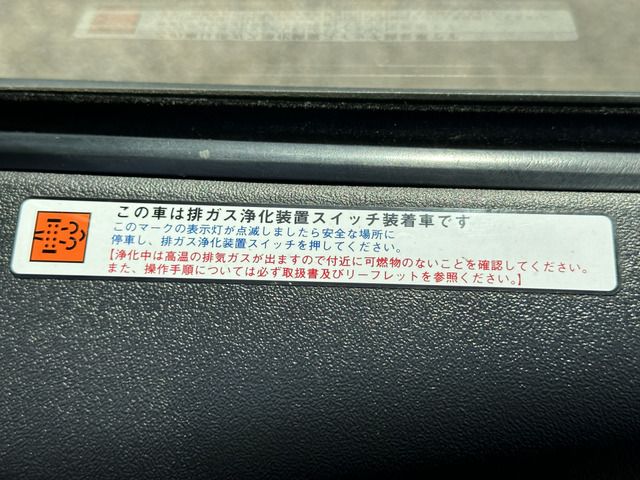 この車は排ガス浄化装置スイッチ装着車です
このマークの表示灯が点滅しましたら安全な場所に
停車し、排ガス浄化装置スイッチを押してください。
【浄化中は高温の排気ガスが出ますので付近に可燃物のないことを確認してください。
また、操作手順については必ず取扱書及びリーフレットを参照ください。】